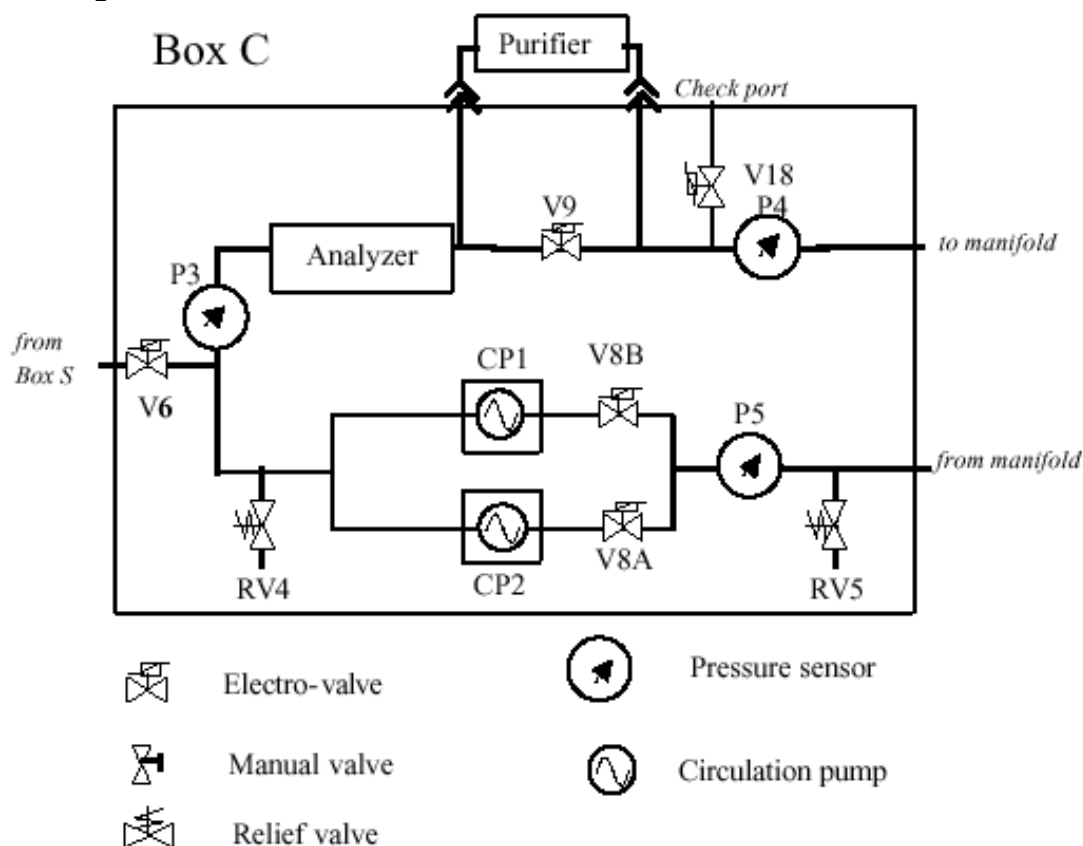 Box C
Purifier
Check port
V18
V9
P4
Analyzer
to manifold
P3
from
Box S
V6
CP1
V8B
P5
from manifold
V8A
RV4
CP2
RV5
Electro-valve
Pressure sensor
Manual valve
Circulation pump
Relief valve